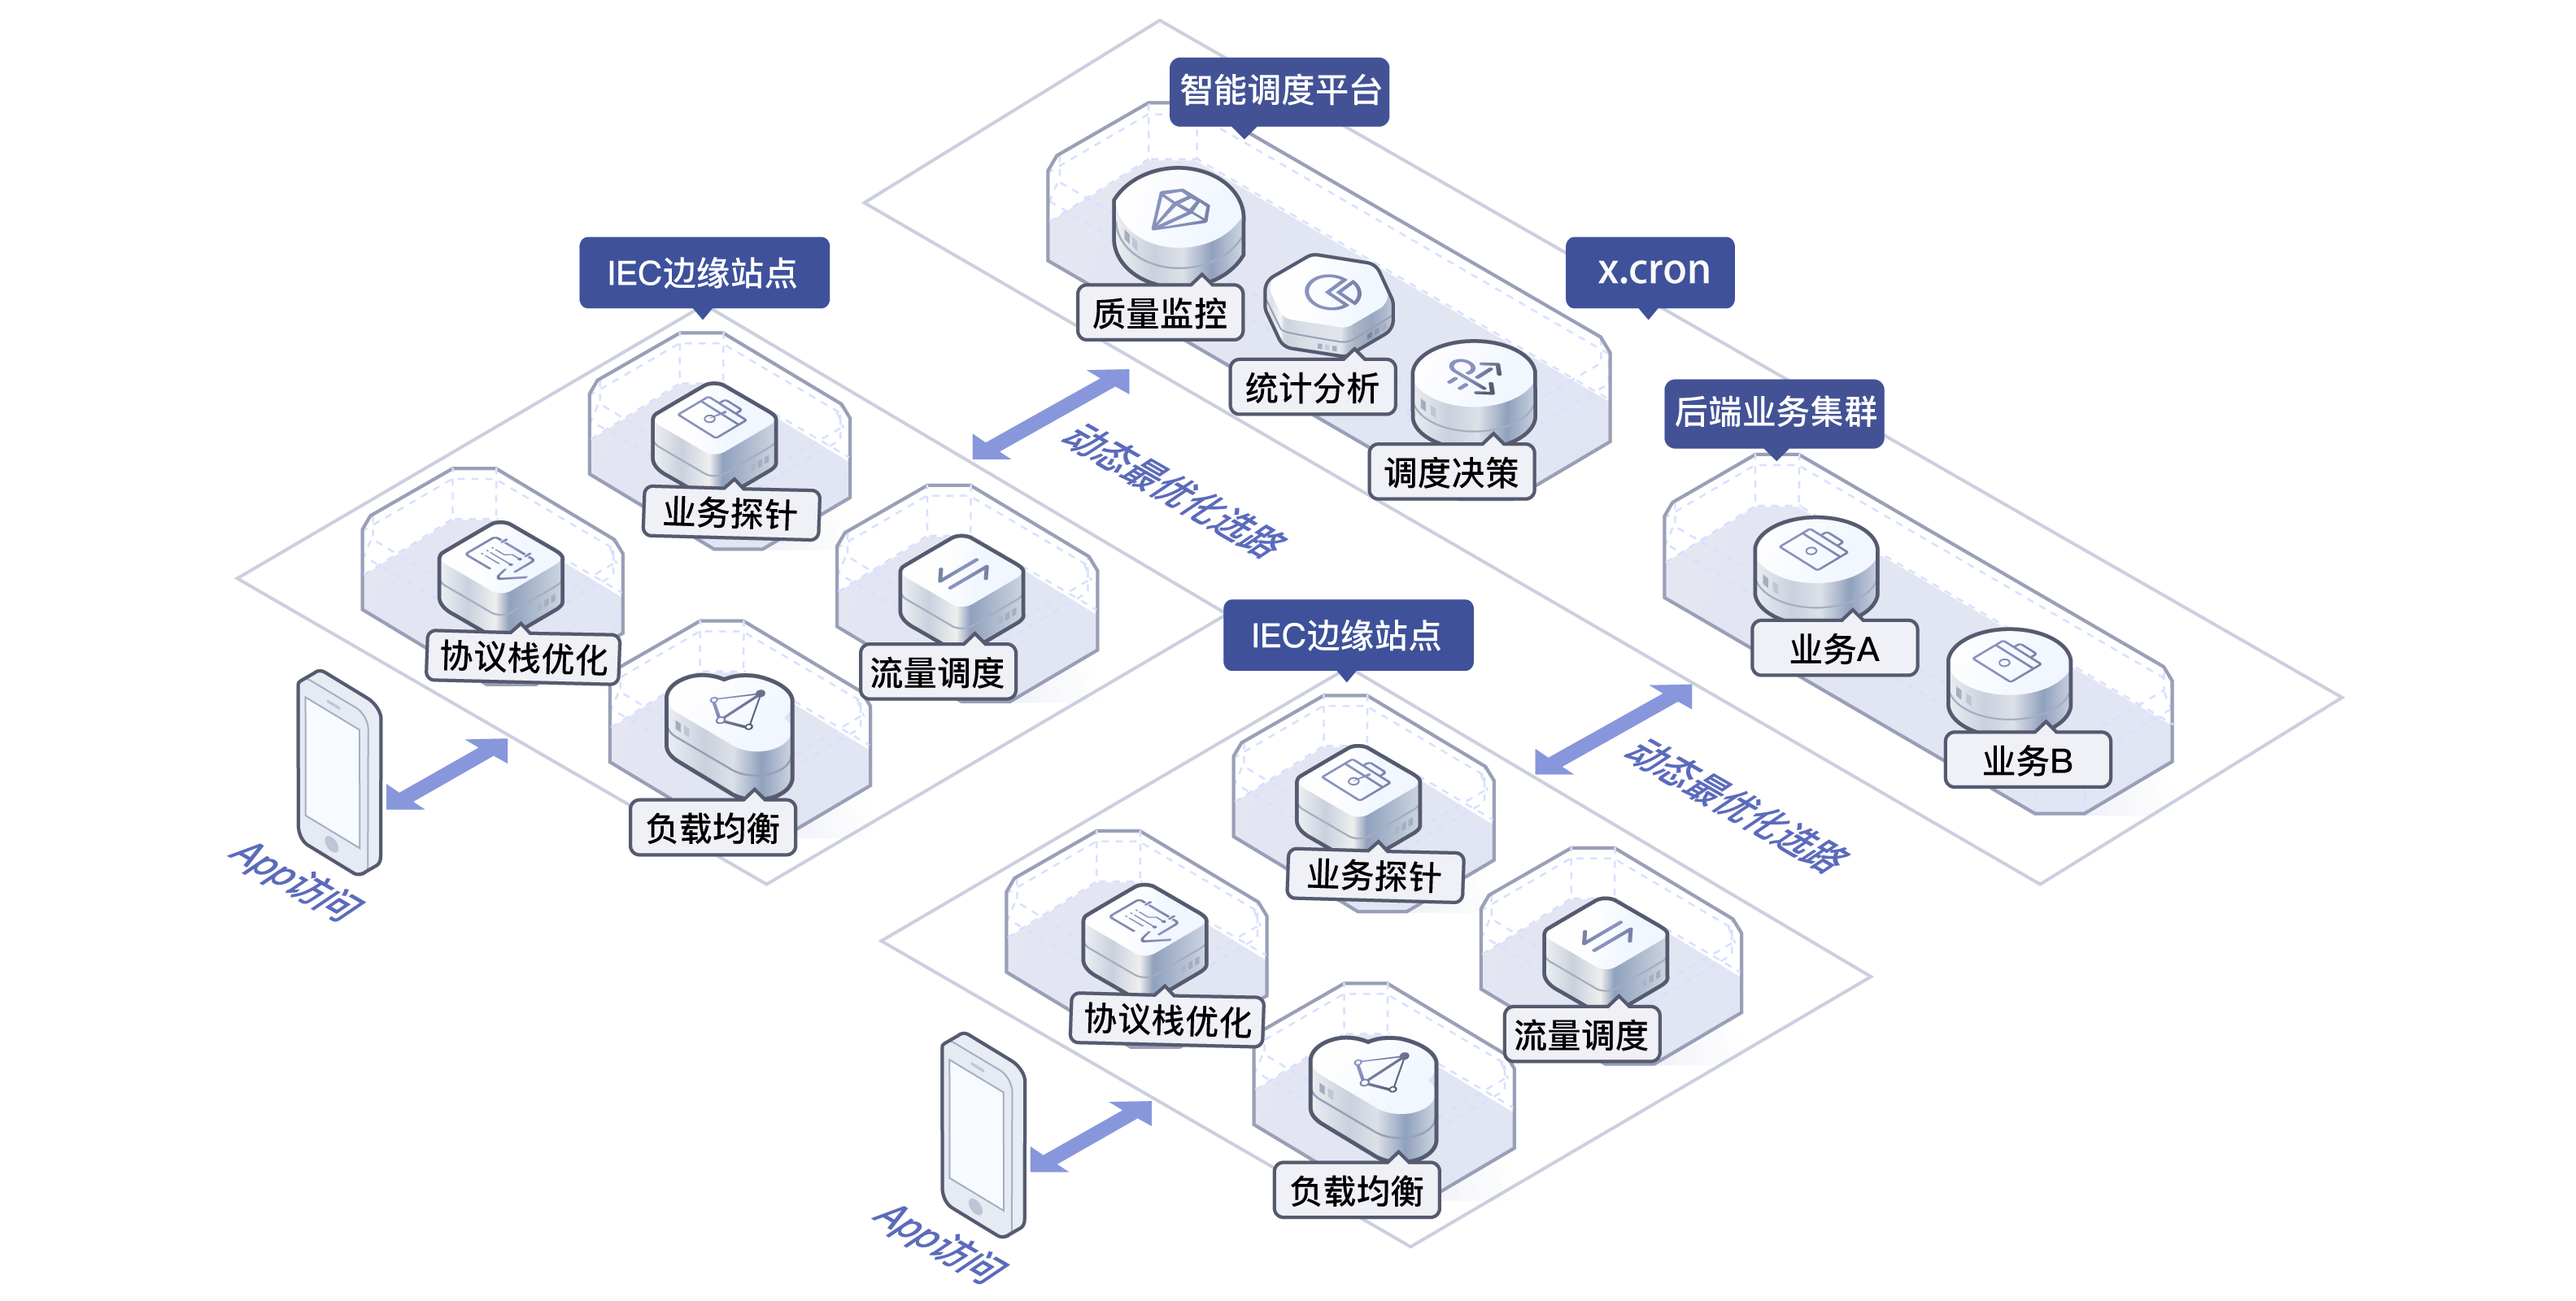 智能调度平台
质量监控
统计分析
调度决策
x.cron
后端业务集群
业务A
业务B
IEC边缘站点
业务探针
协议栈优化
流量调度
负载均衡
动态最优化选路
App访问
IEC边缘站点
业务探针
协议栈优化
流量调度
负载均衡
动态最优化选路
App访问